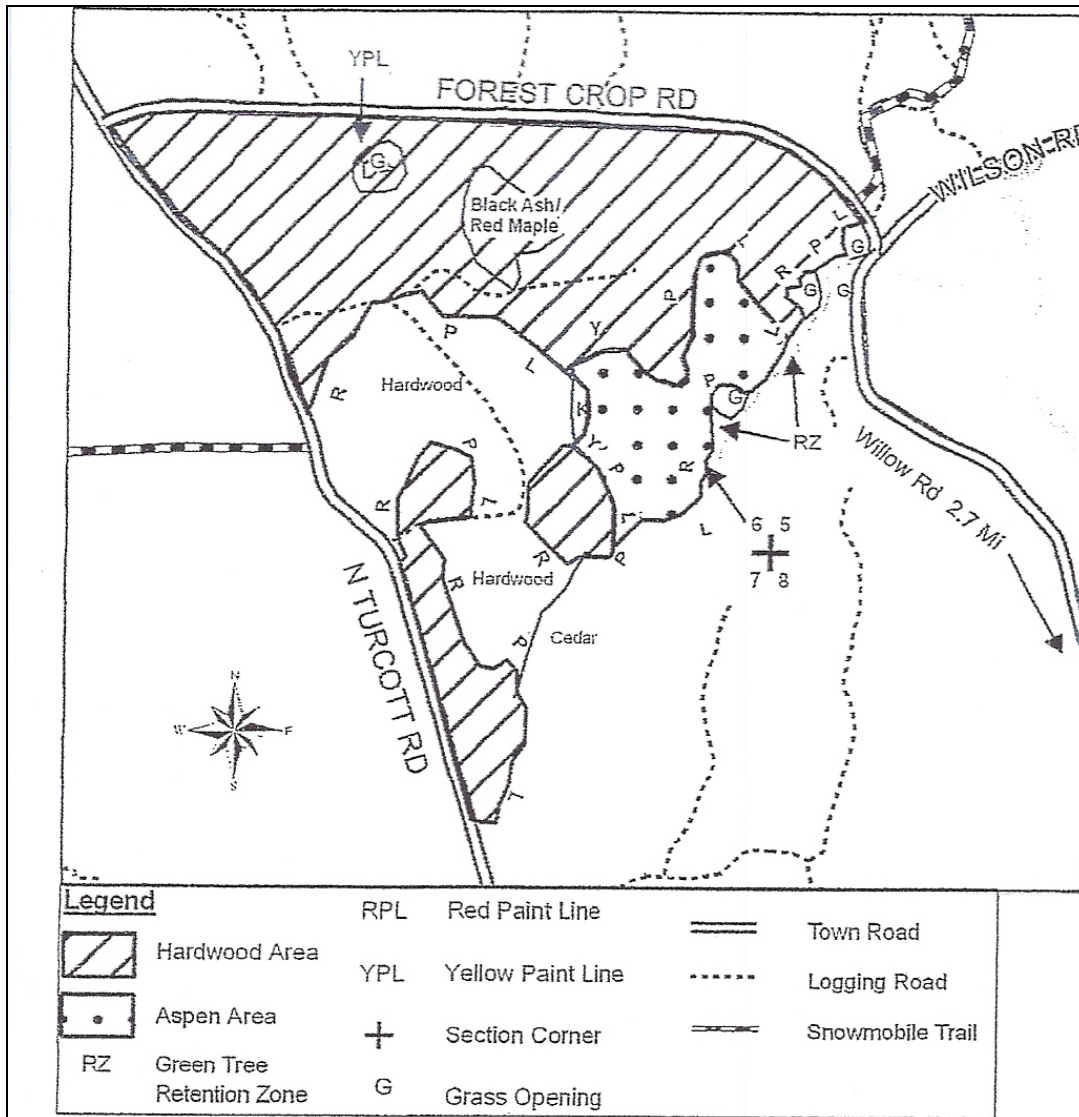 YPL
FOREST CROP RD
WILSON RD
G
Black Ash/
Red Maple
L
P
R
G
L
P
R
G
G
Y
P
L
P
L
R
Hardwood
K
Y
P
G
RZ
P
R
R
L
P
R
L
Willow Rd 2.7 Mi
6 5
7 8
R
P
Hardwood
R
P
Cedar
N TURCOTT RD
L
N
W E
S
Legend
Hardwood Area
Aspen Area
RZ Green Tree
Retention Zone
RPL Red Paint Line
YPL Yellow Paint Line
Section Corner
G Grass Opening
Town Road
Logging Road
Snowmobile Trail